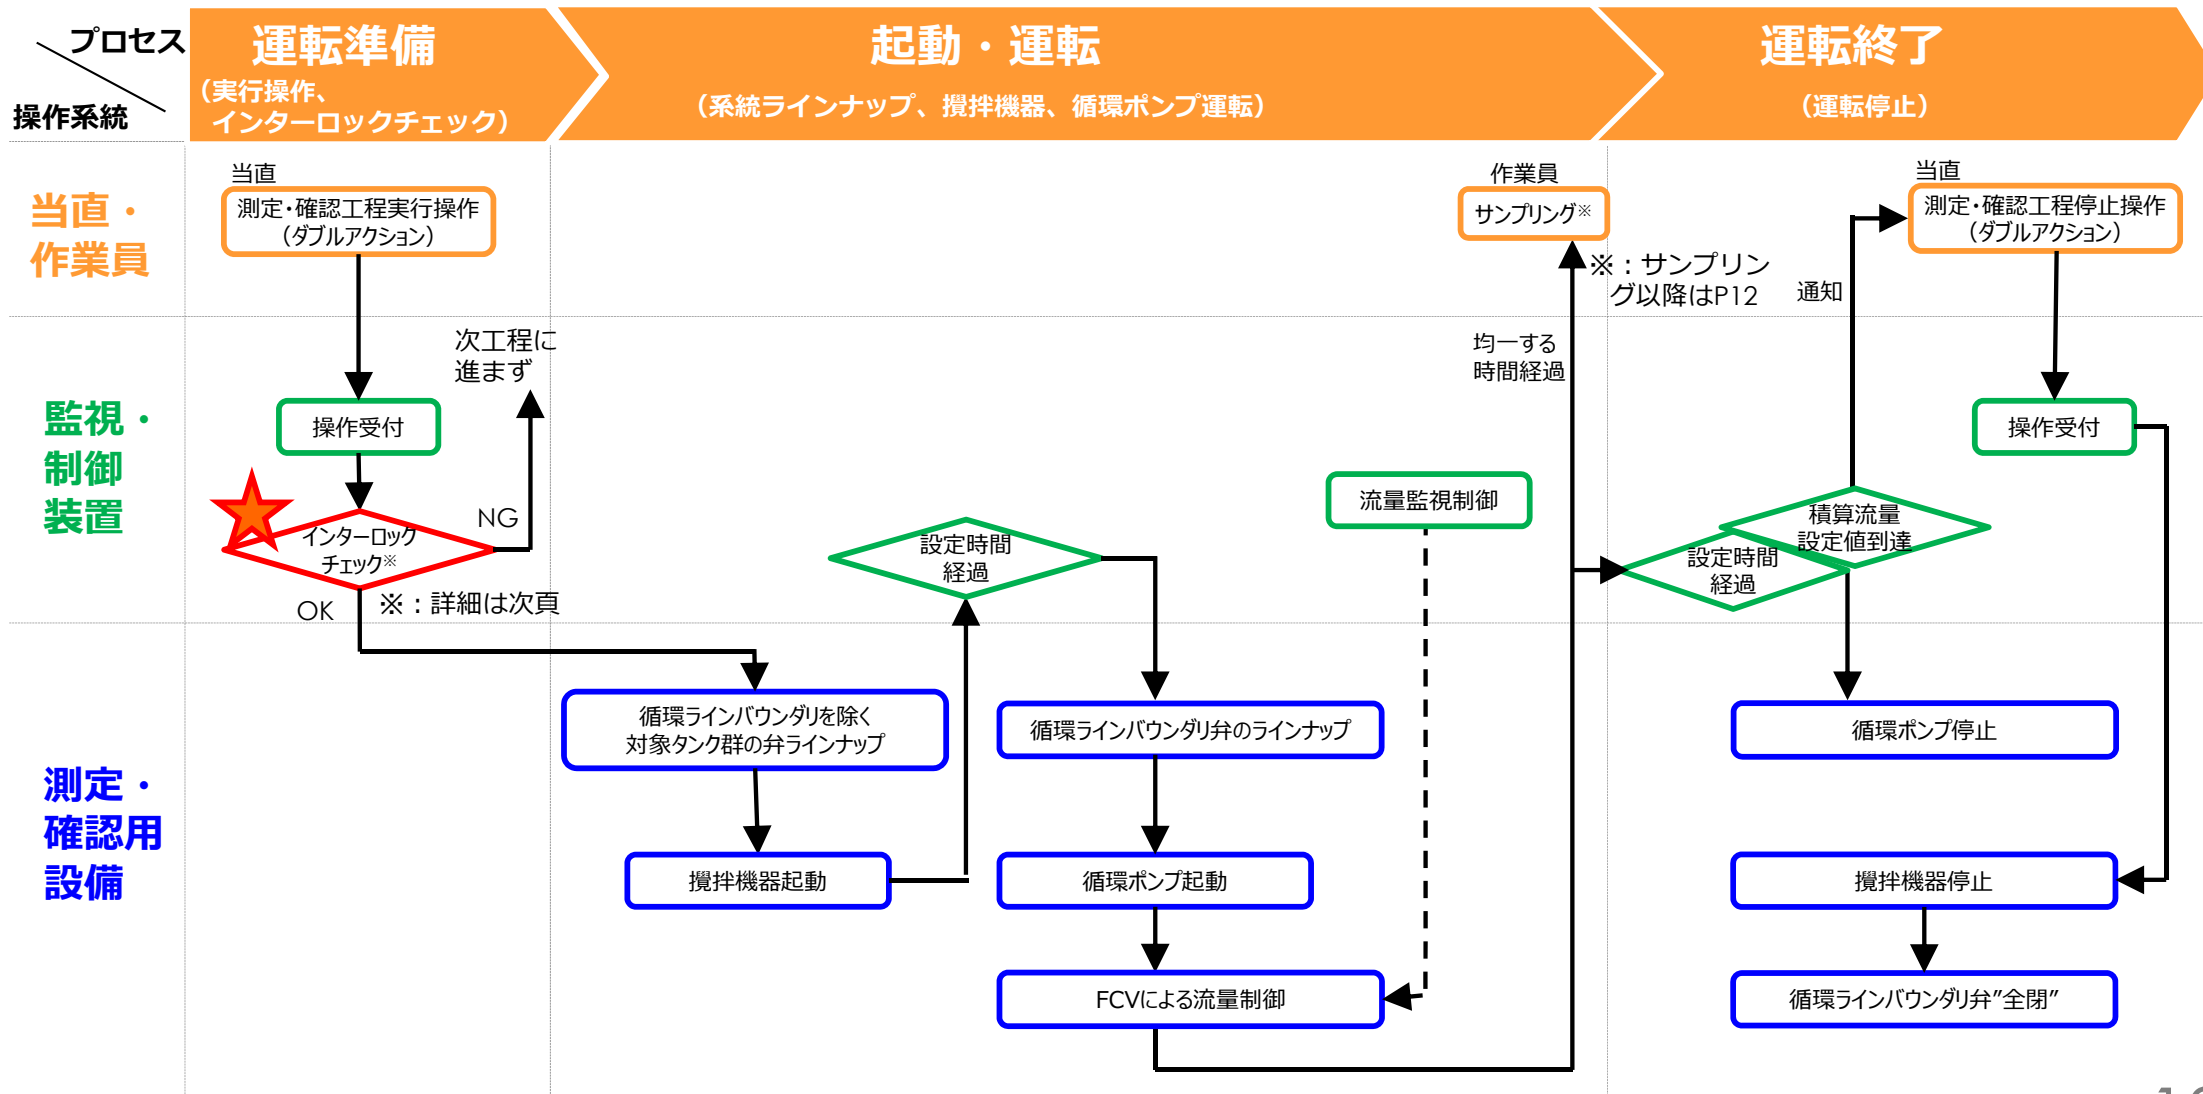 プロセス
操作系統
運転準備
（実行操作、
インターロックチェック）
起動・運転
（系統ラインナップ、攪拌機器、循環ポンプ運転）
運転終了
（運転停止）
当直・
作業員
当直
測定・確認工程実行操作
（ダブルアクション）
作業員
サンプリング※
※：サンプリン
グ以降はP12
通知
当直
測定・確認工程停止操作
（ダブルアクション）
監視・
制御
装置
次工程に
進まず
操作受付
NG
インターロック
チェック※
OK
※：詳細は次頁
設定時間
経過
流量監視制御
均一する
時間経過
積算流量
設定値到達
設定時間
経過
操作受付
測定・
確認用
設備
循環ラインバウンダリを除く
対象タンク群の弁ラインナップ
攪拌機器起動
循環ラインバウンダリ弁のラインナップ
循環ポンプ起動
FCVによる流量制御
循環ポンプ停止
攪拌機器停止
循環ラインバウンダリ弁”全閉”